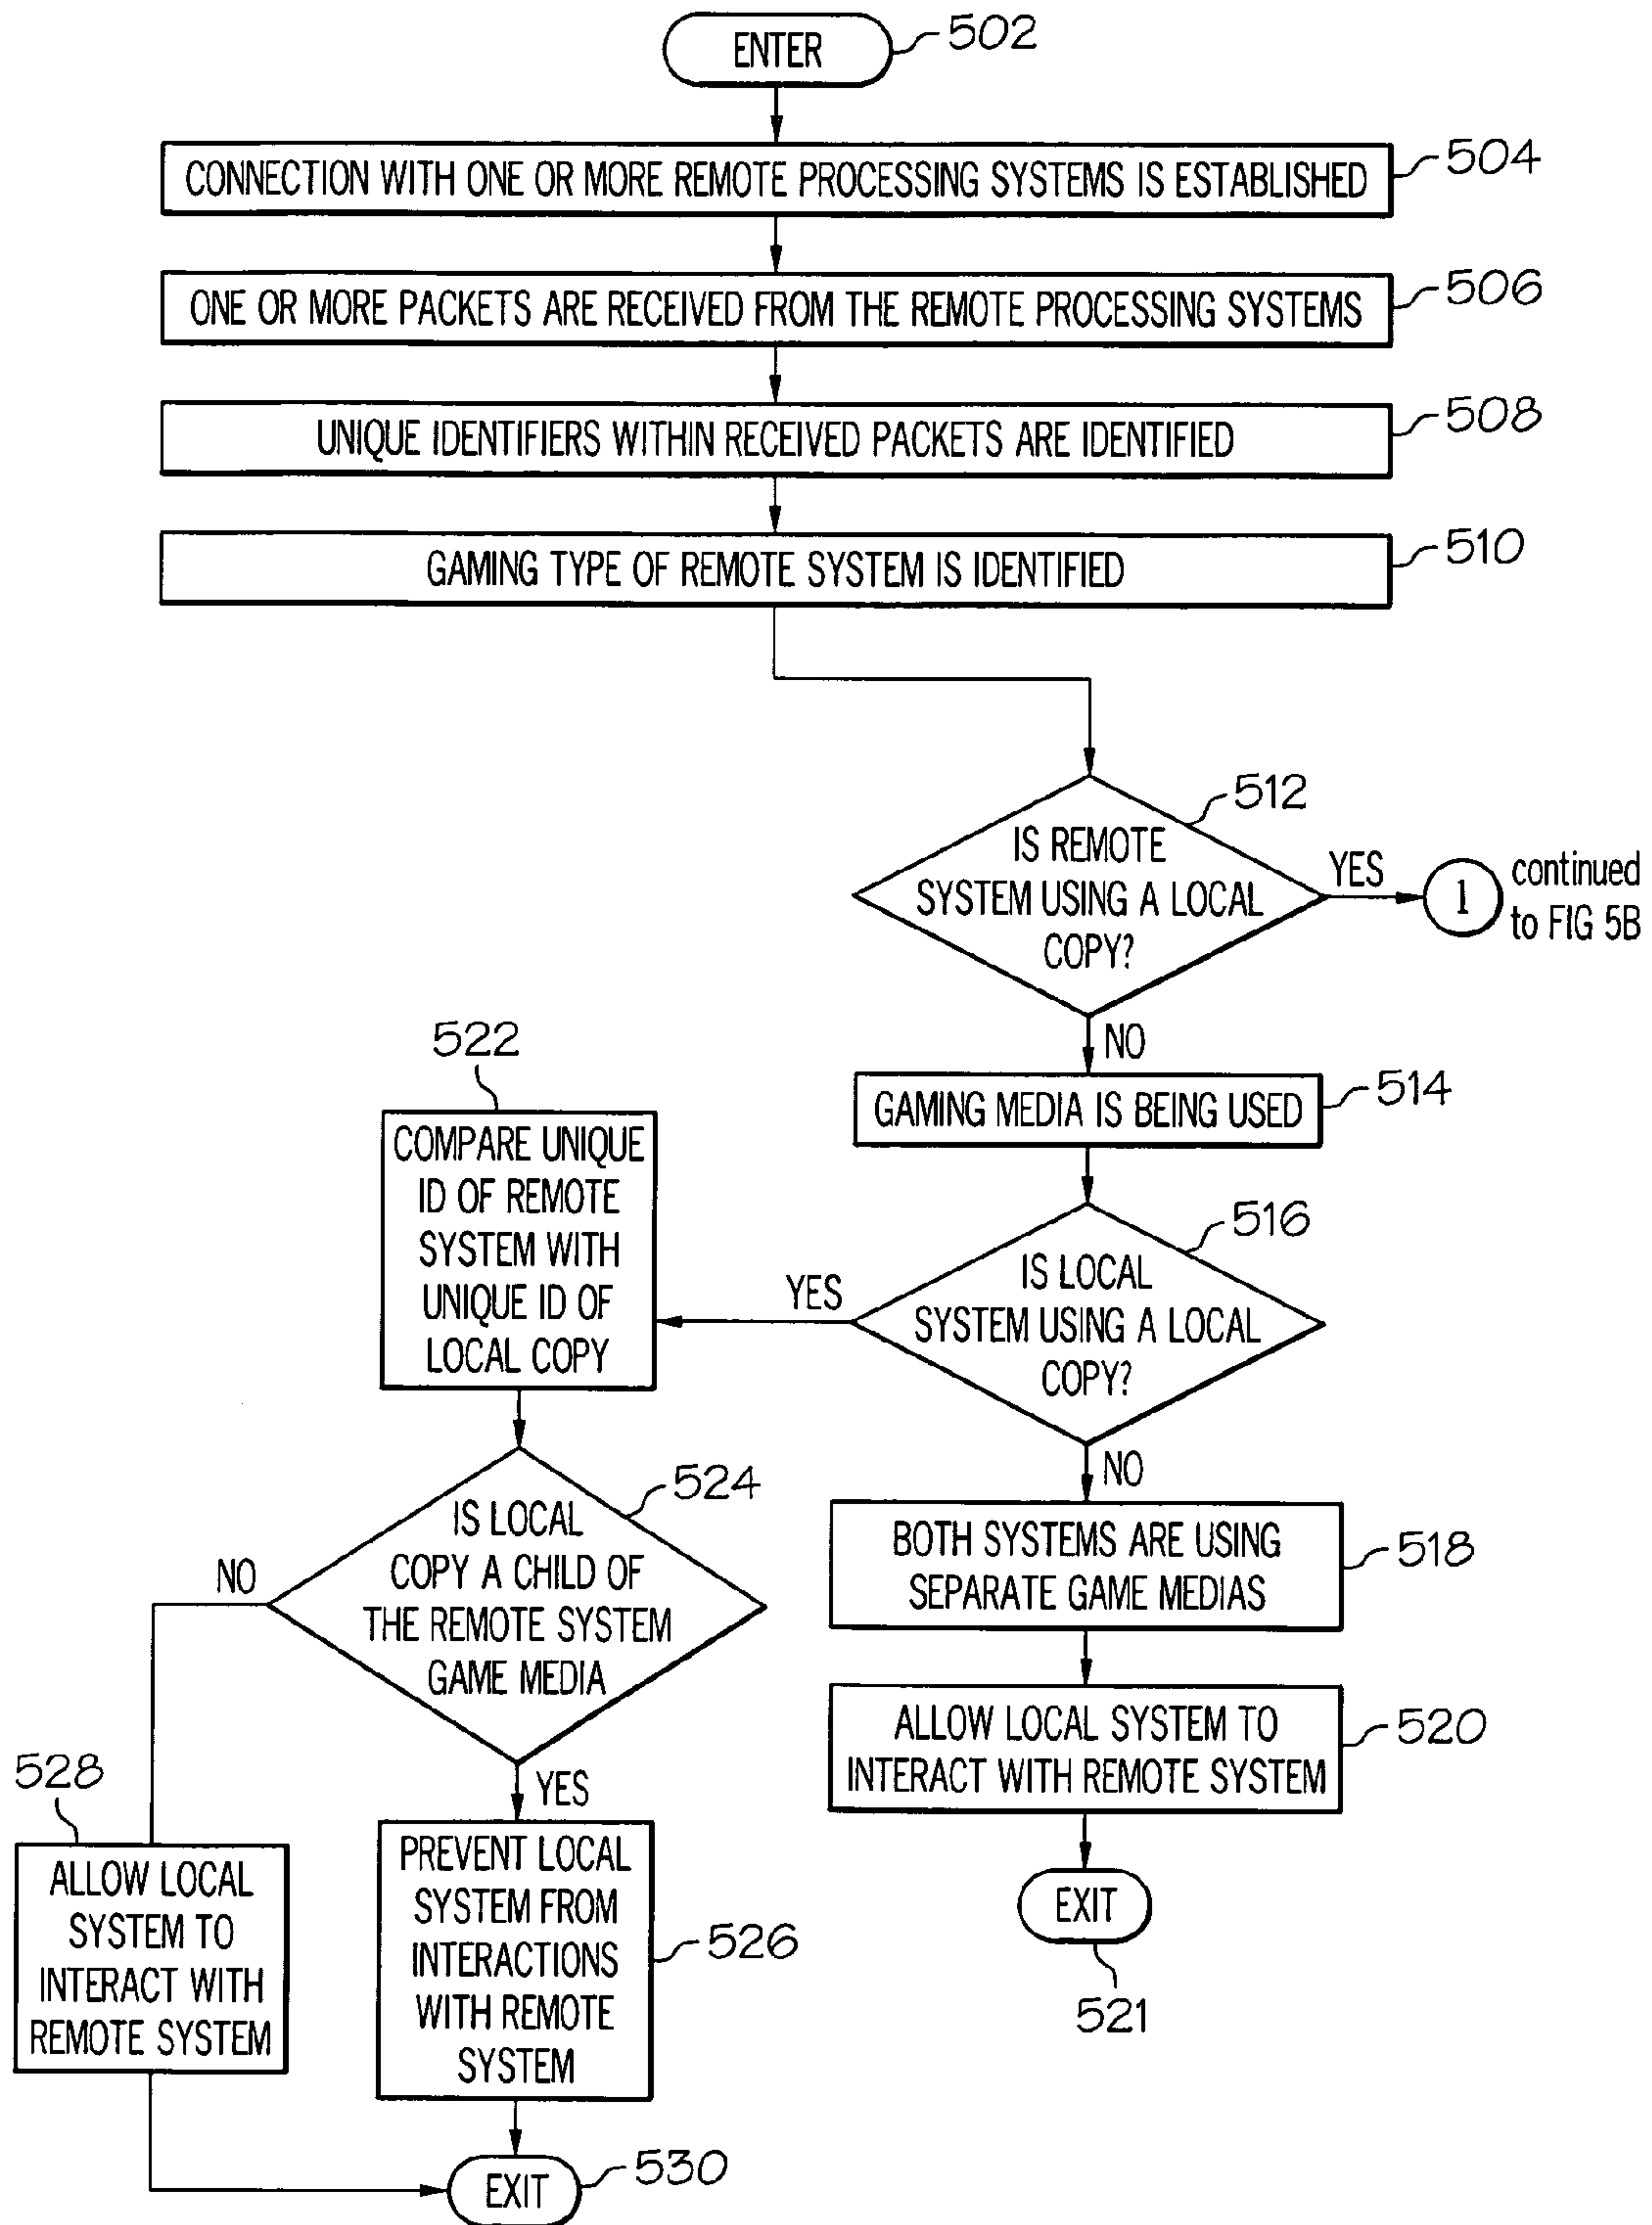 ENTER
502
CONNECTION WITH ONE OR MORE REMOTE PROCESSING SYSTEMS IS ESTABLISHED
504
ONE OR MORE PACKETS ARE RECEIVED FROM THE REMOTE PROCESSING SYSTEMS
506
UNIQUE IDENTIFIERS WITHIN RECEIVED PACKETS ARE IDENTIFIED
508
GAMING TYPE OF REMOTE SYSTEM IS IDENTIFIED
510
512
IS REMOTE
SYSTEM USING A LOCAL
COPY?
YES
1
continued
to FIG 5B
NO
GAMING MEDIA IS BEING USED
514
516
IS LOCAL
SYSTEM USING A LOCAL
COPY?
YES
522
COMPARE UNIQUE
ID OF REMOTE
SYSTEM WITH
UNIQUE ID OF
LOCAL COPY
NO
BOTH SYSTEMS ARE USING
SEPARATE GAME MEDIAS
518
ALLOW LOCAL SYSTEM TO
INTERACT WITH REMOTE SYSTEM
520
EXIT
521
524
IS LOCAL
COPY A CHILD OF
THE REMOTE SYSTEM
GAME MEDIA
NO
YES
528
ALLOW LOCAL
SYSTEM TO
INTERACT WITH
REMOTE SYSTEM
PREVENT LOCAL
SYSTEM FROM
INTERACTIONS
WITH REMOTE
SYSTEM
526
EXIT
530